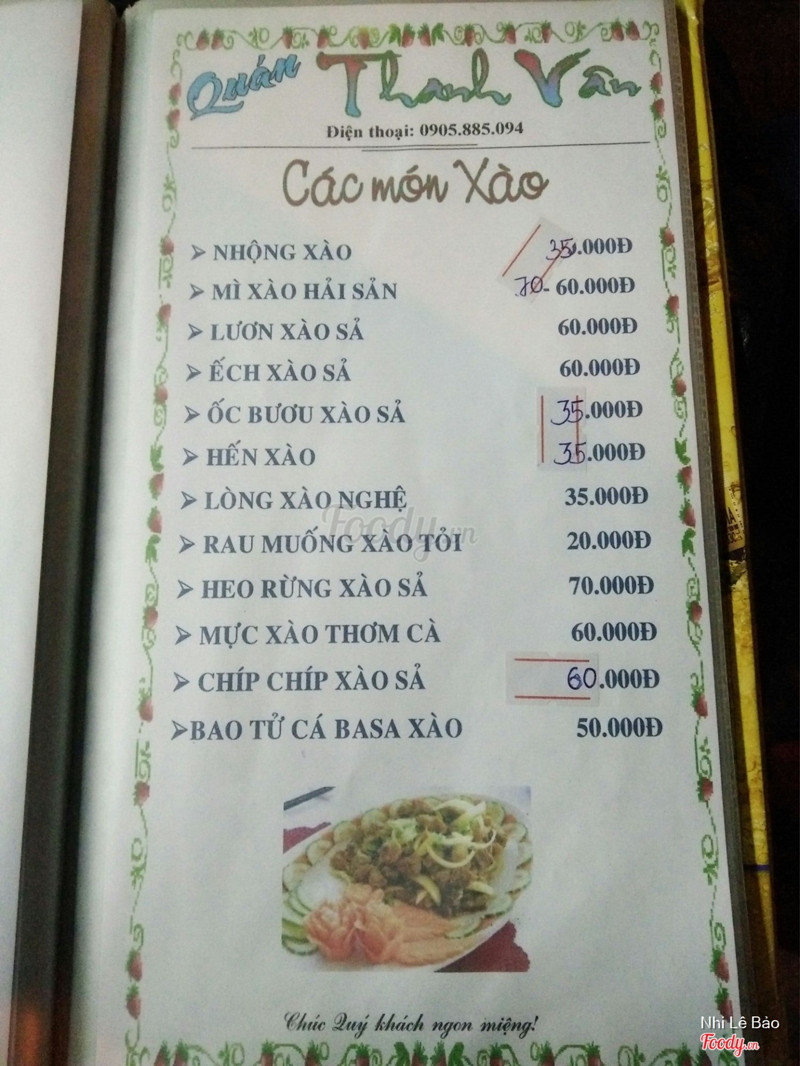 Quán Thanh Vân
Điện thoại: 0905.885.094
Các món Xào
➢ NHỘNG XÀO 35.000Đ
➢ MÌ XÀO HẢI SẢN 70- 60.000Đ
➢ LƯƠN XÀO SẢ 60.000Đ
➢ ẾCH XÀO SẢ 60.000Đ
➢ ỐC BƯƠU XÀO SẢ 35.000Đ
➢ HẾN XÀO 35.000Đ
➢ LÒNG XÀO NGHỆ 35.000Đ
➢ RAU MUỐNG XÀO TỎI 20.000Đ
➢ HEO RỪNG XÀO SẢ 70.000Đ
➢ MỰC XÀO THƠM CÀ 60.000Đ
➢ CHÍP CHÍP XÀO SẢ 60.000Đ
➢BAO TỬ CÁ BASA XÀO 50.000Đ
Foody.vn
Chúc Quý khách ngon miệng!
Nhi Lê Bảo
Foody.vn